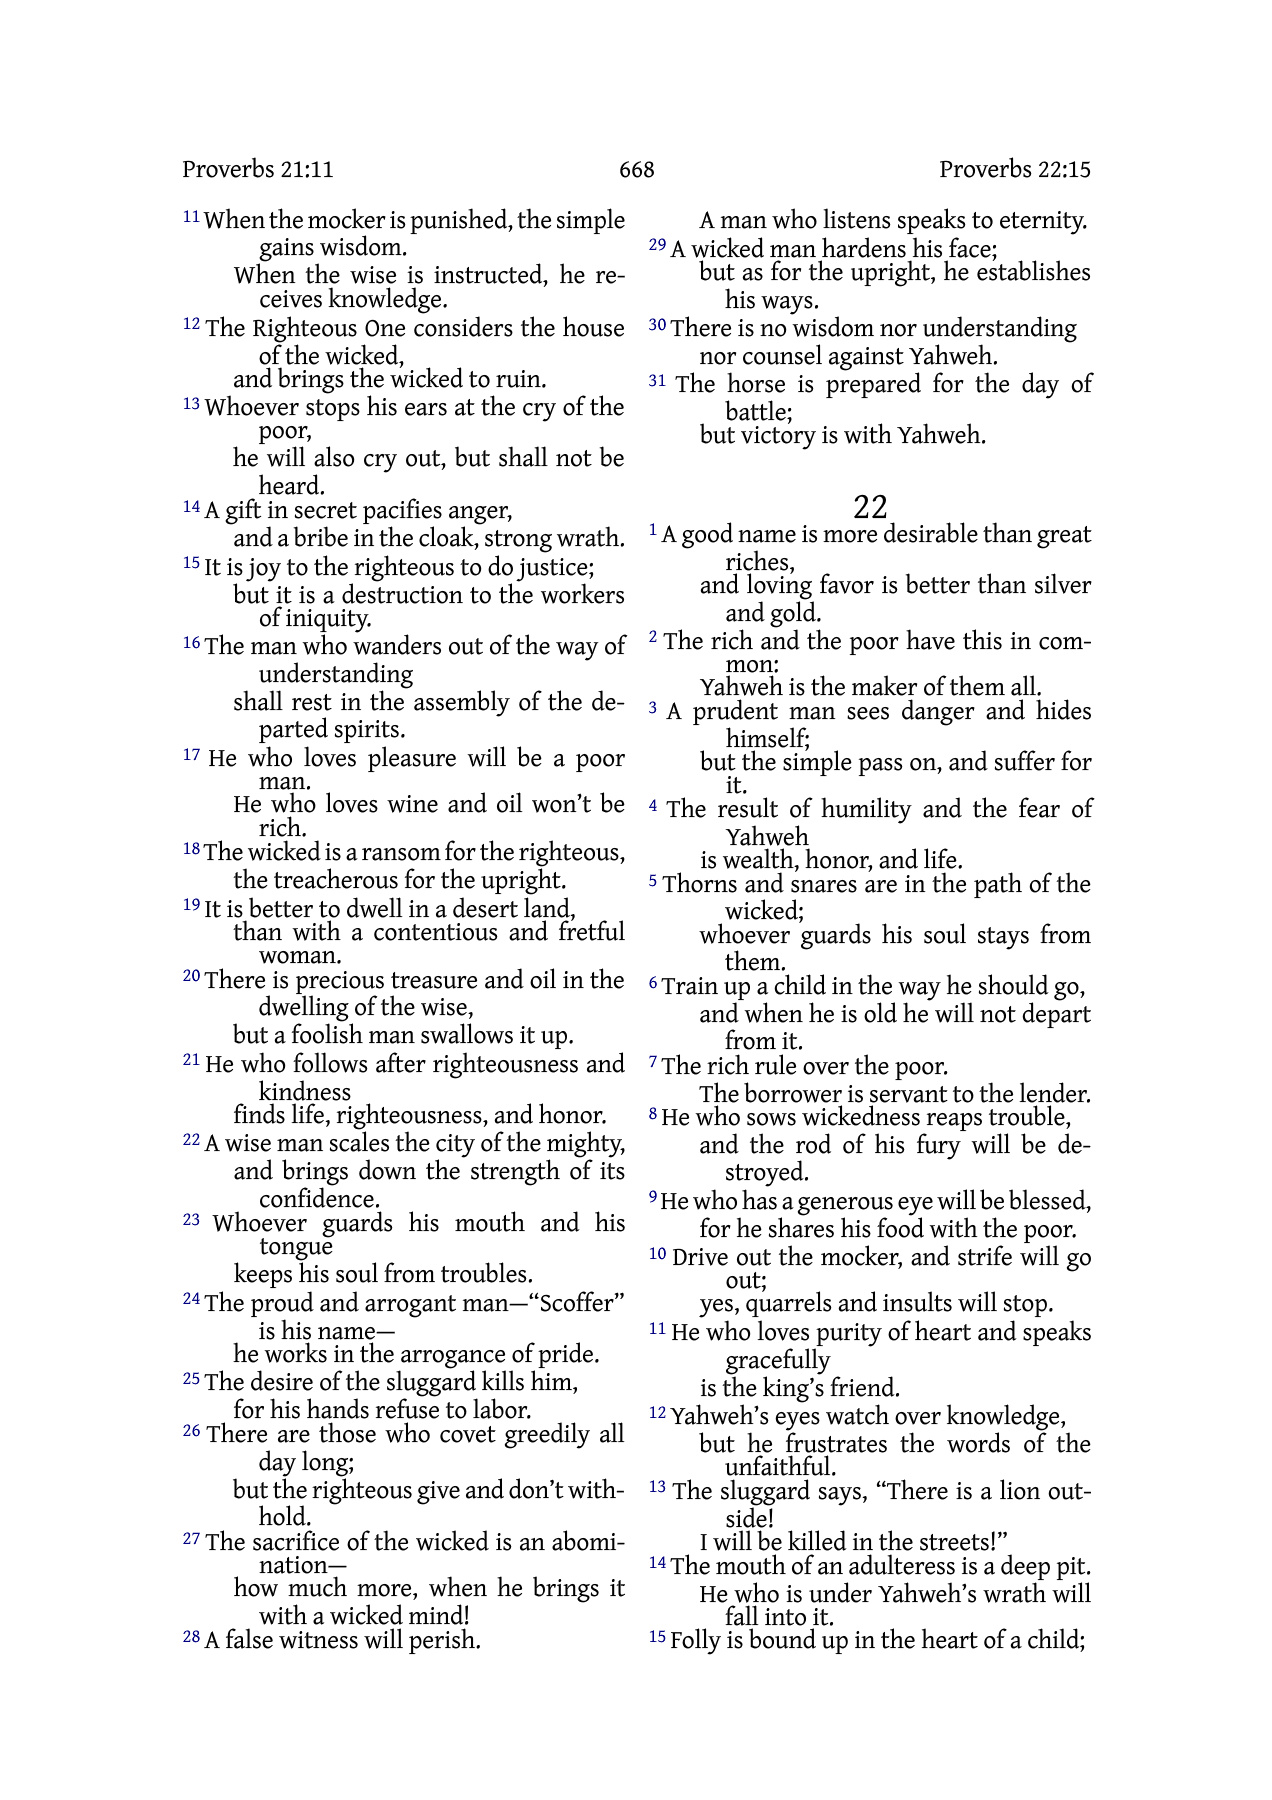 Proverbs 21:11 668 Proverbs 22:15
11 When the mocker is punished, the simple
gains wisdom.
When the wise is instructed, he re-
ceives knowledge.
12 The Righteous One considers the house
of the wicked,
and brings the wicked to ruin.
13 Whoever stops his ears at the cry of the
poor,
he will also cry out, but shall not be
heard.
14 A gift in secret pacifies anger,
and a bribe in the cloak, strong wrath.
15 It is joy to the righteous to do justice;
but it is a destruction to the workers
of iniquity.
16 The man who wanders out of the way of
understanding
shall rest in the assembly of the de-
parted spirits.
17 He who loves pleasure will be a poor
man.
He who loves wine and oil won’t be
rich.
18 The wicked is a ransom for the righteous,
the treacherous for the upright.
19 It is better to dwell in a desert land,
than with a contentious and fretful
woman.
20 There is precious treasure and oil in the
dwelling of the wise,
but a foolish man swallows it up.
21 He who follows after righteousness and
kindness
finds life, righteousness, and honor.
22 A wise man scales the city of the mighty,
and brings down the strength of its
confidence.
23 Whoever guards his mouth and his
tongue
keeps his soul from troubles.
24 The proud and arrogant man—“Scoffer”
is his name—
he works in the arrogance of pride.
25 The desire of the sluggard kills him,
for his hands refuse to labor.
26 There are those who covet greedily all
day long;
but the righteous give and don’t with-
hold.
27 The sacrifice of the wicked is an abomi-
nation—
how much more, when he brings it
with a wicked mind!
28 A false witness will perish.
A man who listens speaks to eternity.
29 A wicked man hardens his face;
but as for the upright, he establishes
his ways.
30 There is no wisdom nor understanding
nor counsel against Yahweh.
31 The horse is prepared for the day of
battle;
but victory is with Yahweh.
22
1 A good name is more desirable than great
riches,
and loving favor is better than silver
and gold.
2 The rich and the poor have this in com-
mon:
Yahweh is the maker of them all.
3 A prudent man sees danger and hides
himself;
but the simple pass on, and suffer for
it.
4 The result of humility and the fear of
Yahweh
is wealth, honor, and life.
5 Thorns and snares are in the path of the
wicked;
whoever guards his soul stays from
them.
6 Train up a child in the way he should go,
and when he is old he will not depart
from it.
7 The rich rule over the poor.
The borrower is servant to the lender.
8 He who sows wickedness reaps trouble,
and the rod of his fury will be de-
stroyed.
9 He who has a generous eye will be blessed,
for he shares his food with the poor.
10 Drive out the mocker, and strife will go
out;
yes, quarrels and insults will stop.
11 He who loves purity of heart and speaks
gracefully
is the king’s friend.
12 Yahweh’s eyes watch over knowledge,
but he frustrates the words of the
unfaithful.
13 The sluggard says, “There is a lion out-
side!
I will be killed in the streets!”
14 The mouth of an adulteress is a deep pit.
He who is under Yahweh’s wrath will
fall into it.
15 Folly is bound up in the heart of a child;